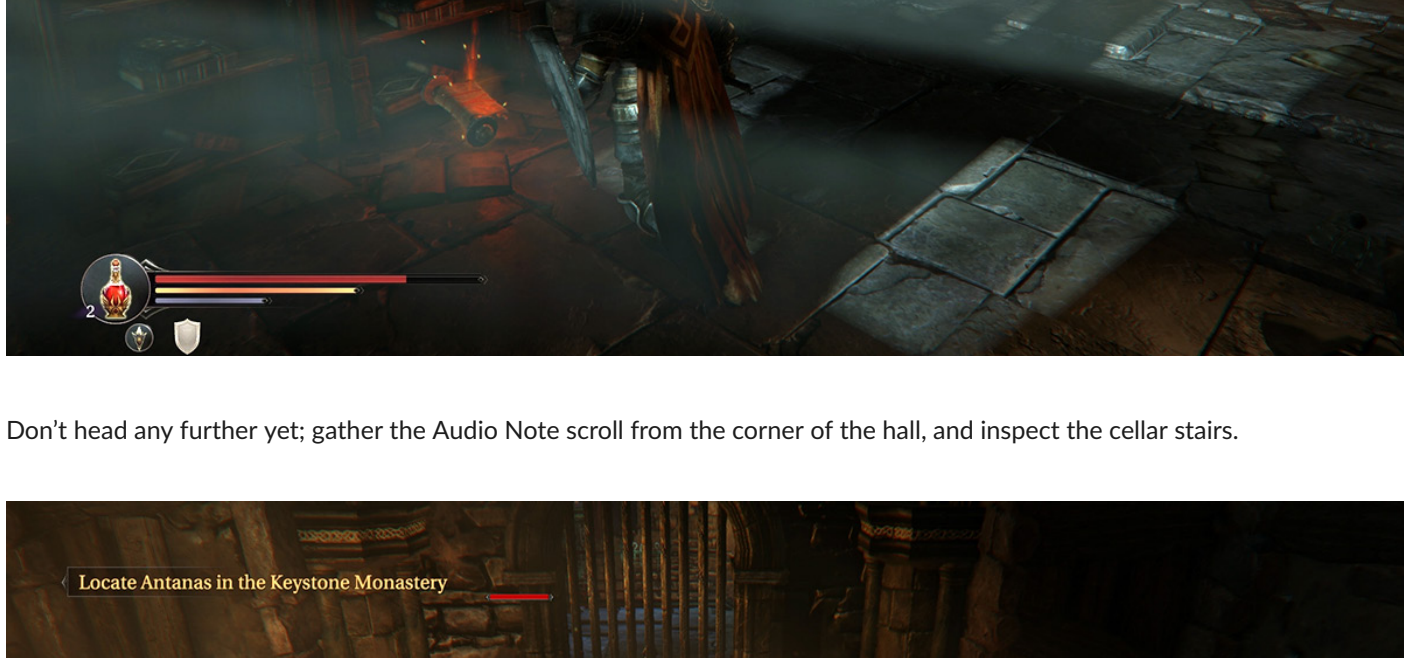 2
Don’t head any further yet; gather the Audio Note scroll from the corner of the hall, and inspect the cellar stairs.
Locate Antanas in the Keystone Monastery